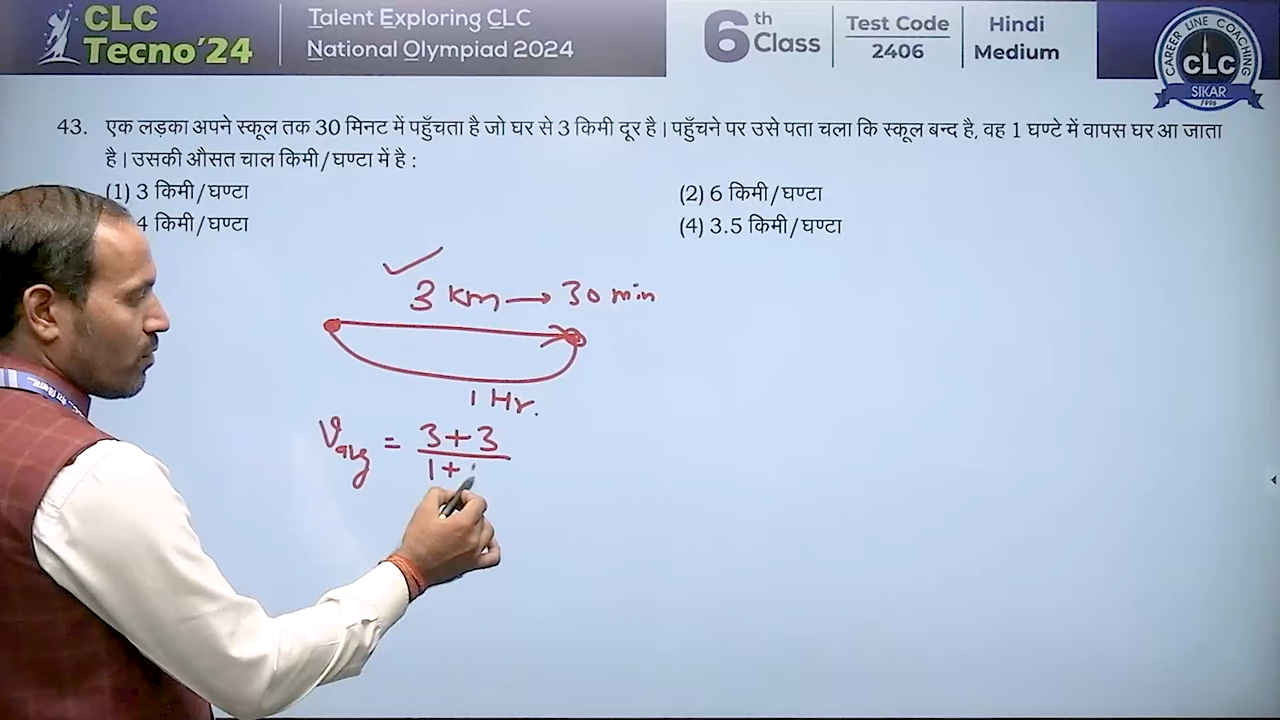 CLC
Tecno'24
Talent Exploring CLC
National Olympiad 2024
6th Class
Test Code
2406
Hindi
Medium
CAREER LINE COACHING
CLC
SIKAR
1996
43. एक लड़का अपने स्कूल तक 30 मिनट में पहुँचता है जो घर से 3 किमी दूर है। पहुँचने पर उसे पता चला कि स्कूल बन्द है, वह 1 घण्टे में वापस घर आ जाता
है। उसकी औसत चाल किमी/घण्टा में है :
(1) 3 किमी/घण्टा
(2) 6 किमी/घण्टा
4 किमी/घण्टा
(4) 3.5 किमी/घण्टा
3 km → 30 min
1 Hr.
Vavg = 3+3
1+